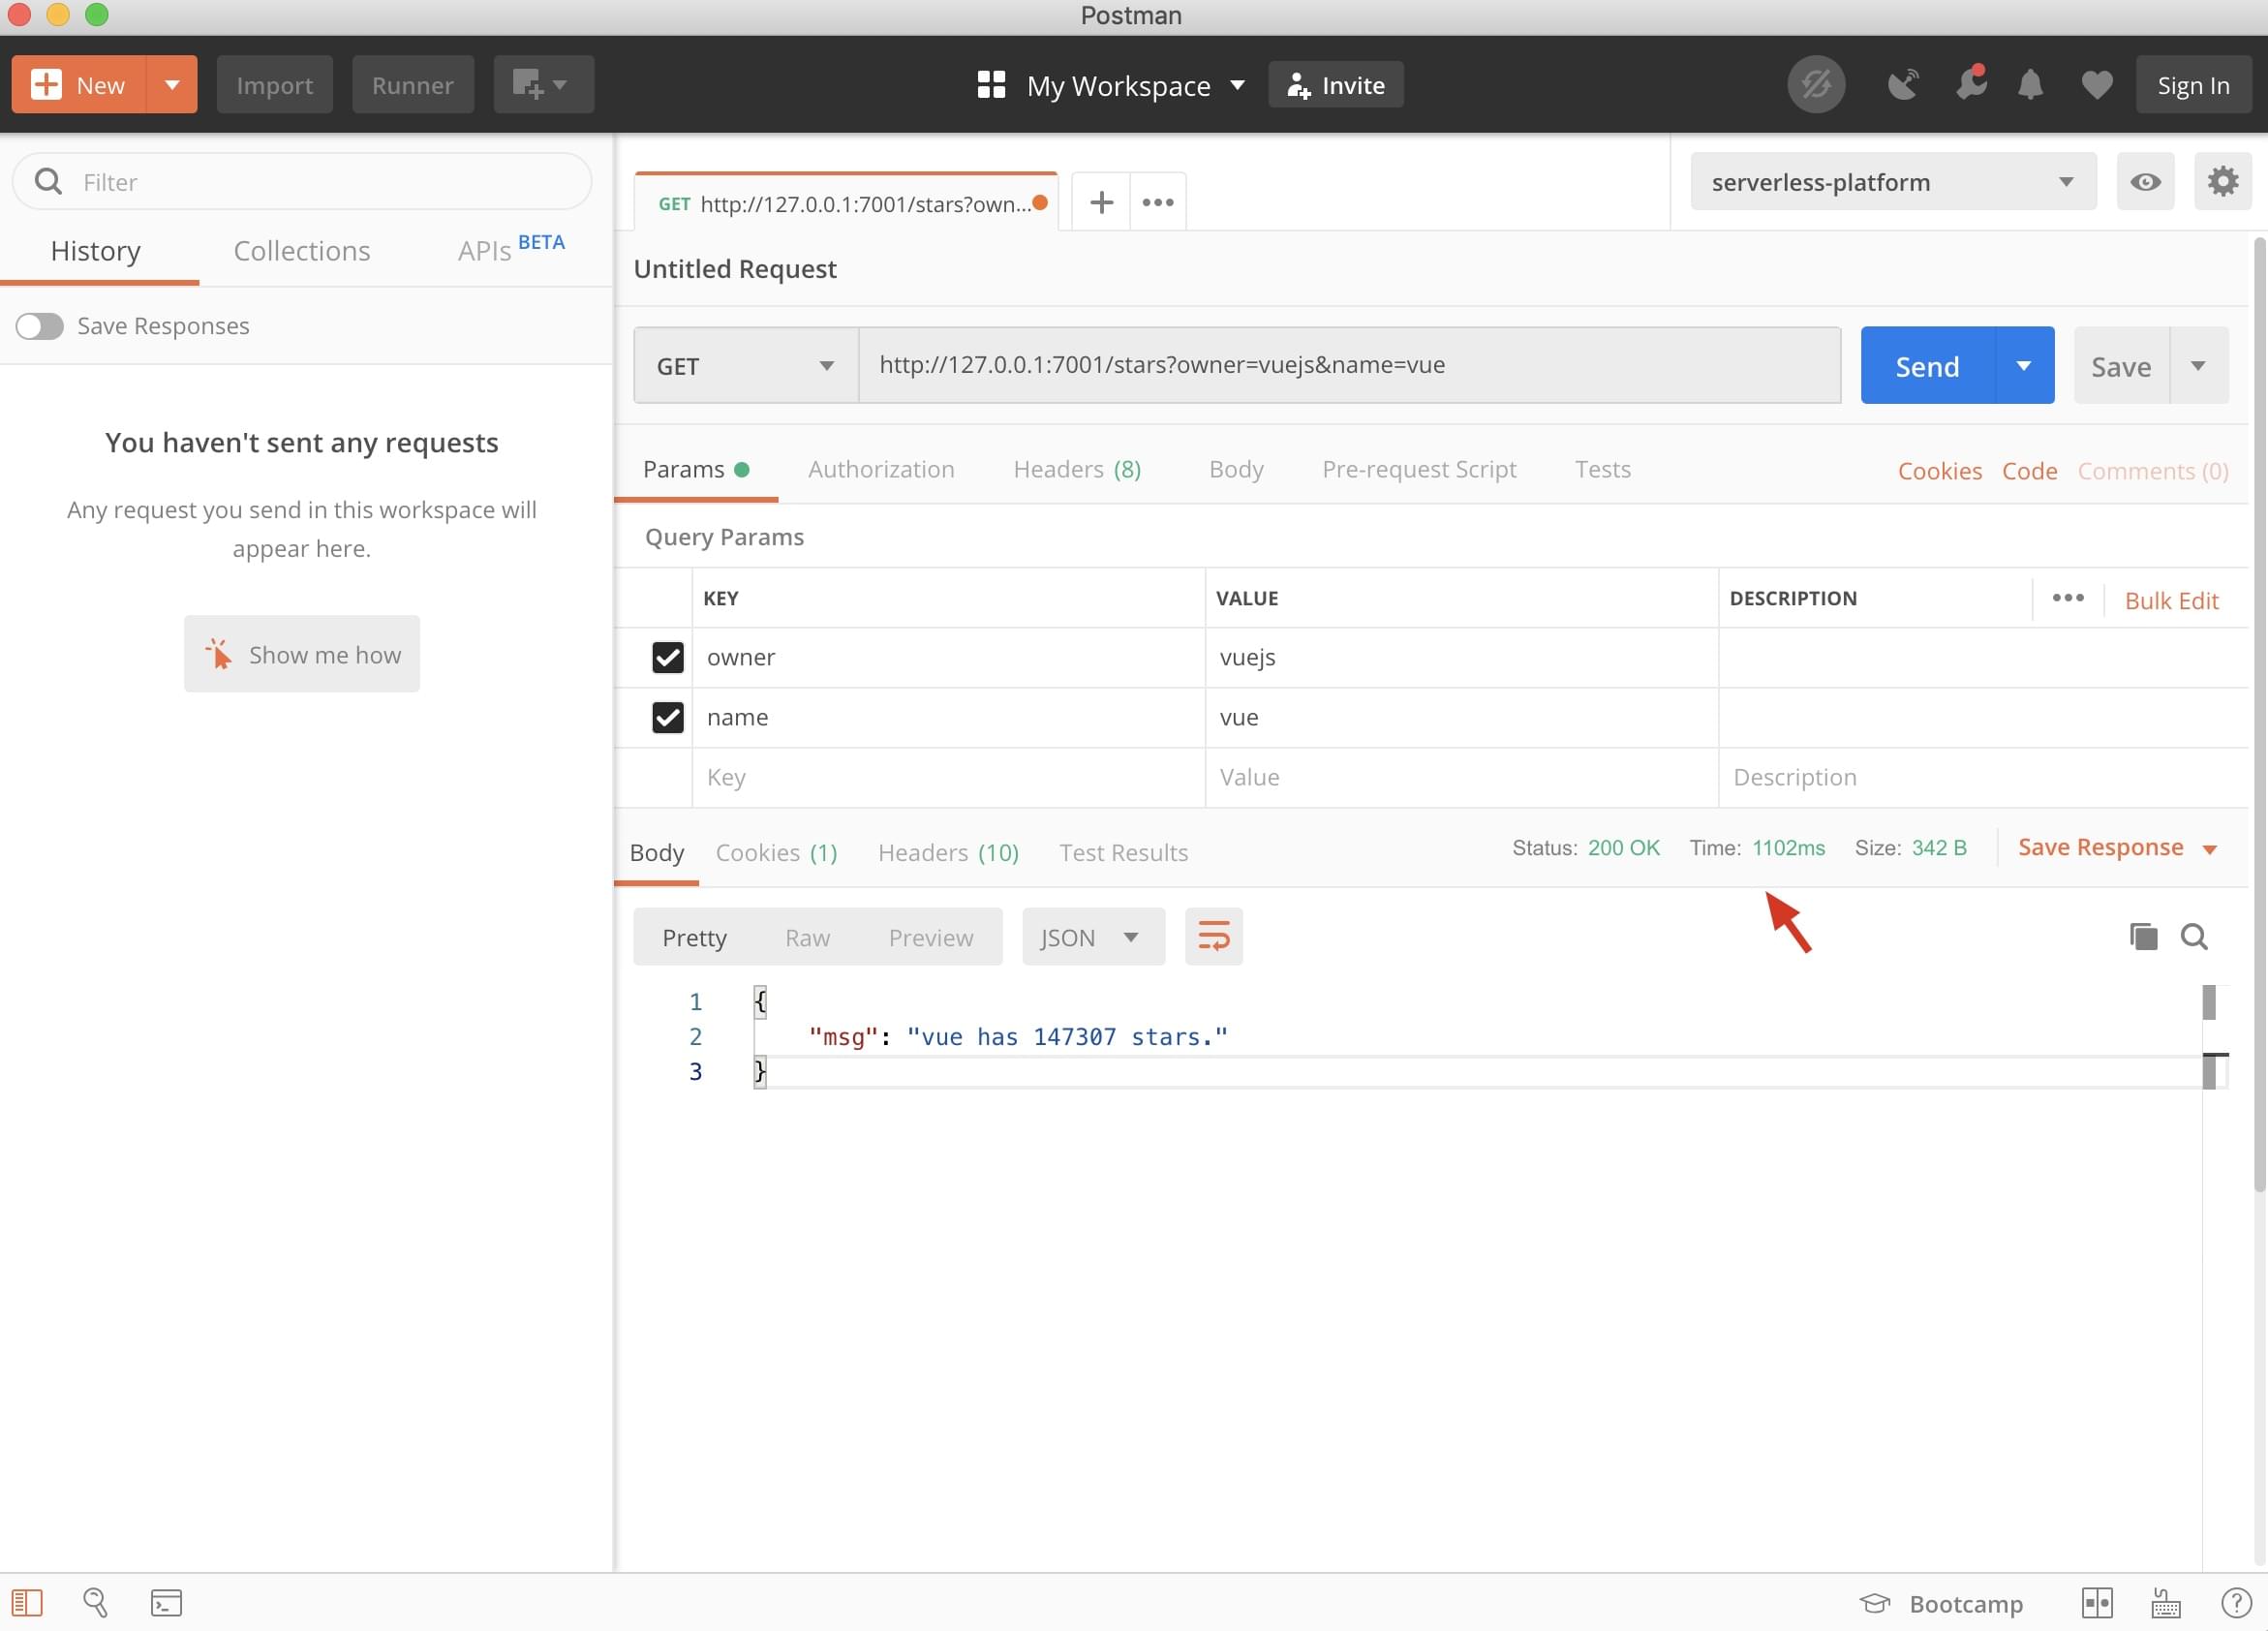 Postman
New
Import
Runner
My Workspace
Invite
Sign In
Filter
History
Collections
APIs BETA
Save Responses
You haven't sent any requests
Any request you send in this workspace will
appear here.
Show me how
GET http://127.0.0.1:7001/stars?own...
serverless-platform
Untitled Request
GET
http://127.0.0.1:7001/stars?owner=vuejs&name=vue
Send
Save
Params
Authorization
Headers (8)
Body
Pre-request Script
Tests
Cookies
Code
Comments (0)
Query Params
KEY
VALUE
DESCRIPTION
Bulk Edit
owner
vuejs
name
vue
Key
Value
Description
Body
Cookies (1)
Headers (10)
Test Results
Status: 200 OK
Time: 1102ms
Size: 342 B
Save Response
Pretty
Raw
Preview
JSON
1 {
2 "msg": "vue has 147307 stars."
3 }
Bootcamp